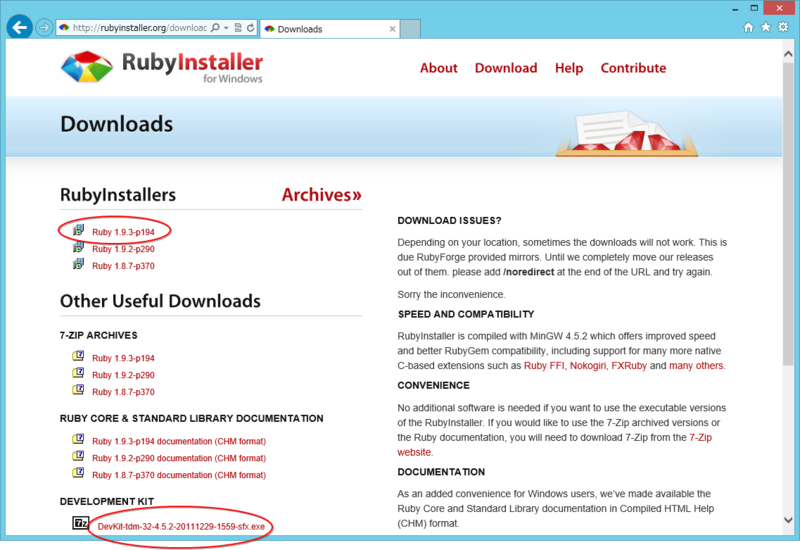 http://rubyinstaller.org/downloac
Downloads
RubyInstaller
for Windows
About Download Help Contribute
Downloads
RubyInstallers
Archives»
Ruby 1.9.3-p194
Ruby 1.9.2-p290
Ruby 1.8.7-p370
Other Useful Downloads
7-ZIP ARCHIVES
Ruby 1.9.3-p194
Ruby 1.9.2-p290
Ruby 1.8.7-p370
RUBY CORE & STANDARD LIBRARY DOCUMENTATION
Ruby 1.9.3-p194 documentation (CHM format)
Ruby 1.9.2-p290 documentation (CHM format)
Ruby 1.8.7-p370 documentation (CHM format)
DEVELOPMENT KIT
7z DevKit-tdm-32-4.5.2-20111229-1559-sfx.exe
DOWNLOAD ISSUES?
Depending on your location, sometimes the downloads will not work. This is
due RubyForge provided mirrors. Until we completely move our releases
out of them. please add /noredirect at the end of the URL and try again.
Sorry the inconvenience.
SPEED AND COMPATIBILITY
RubyInstaller is compiled with MinGW 4.5.2 which offers improved speed
and better RubyGem compatibility, including support for many more native
C-based extensions such as Ruby FFI, Nokogiri, FXRuby and many others.
CONVENIENCE
No additional software is needed if you want to use the executable versions
of the RubyInstaller. If you would like to use the 7-Zip archived versions or
the Ruby documentation, you will need to download 7-Zip from the 7-Zip
website.
DOCUMENTATION
As an added convenience for Windows users, we've made available the
Ruby Core and Standard Library documentation in Compiled HTML Help
(CHM) format.